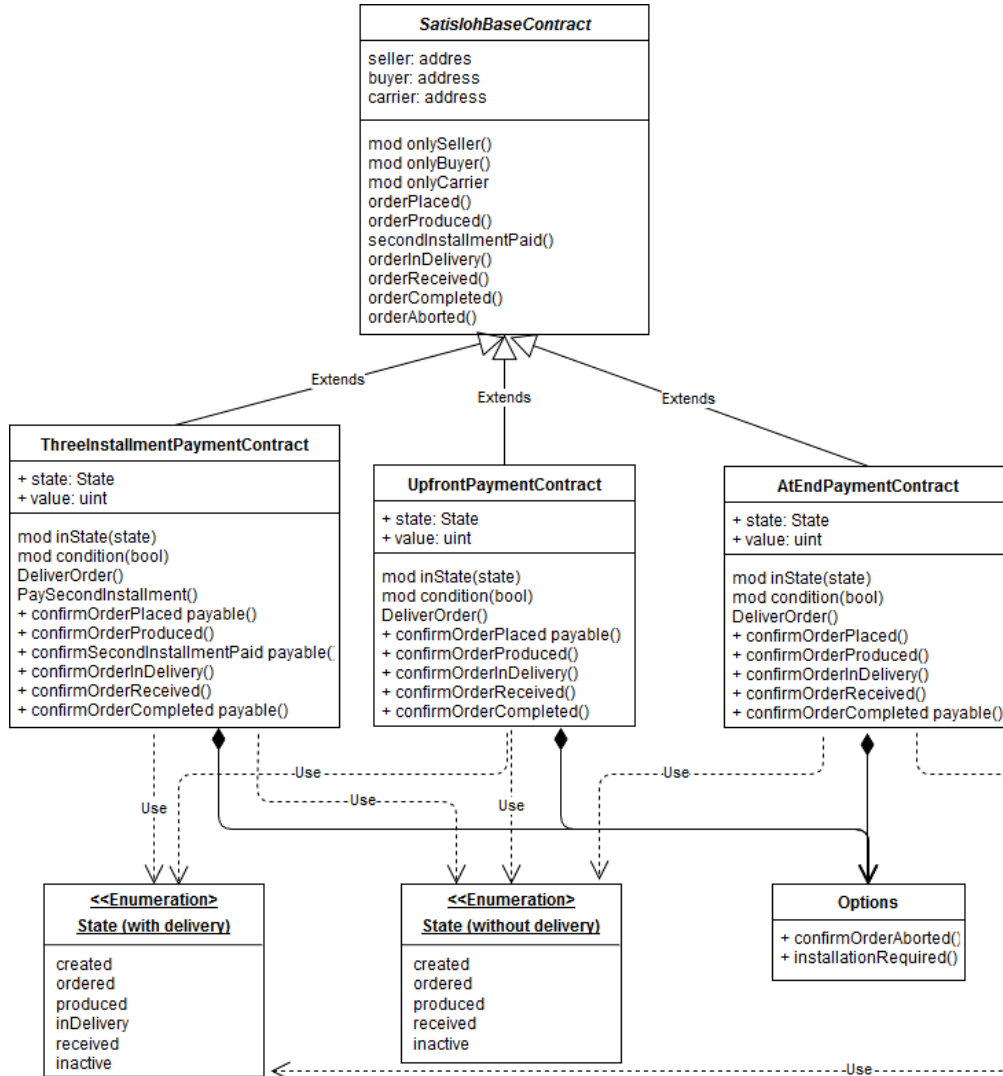 SatislohBaseContract
seller: addres
buyer: address
carrier: address
mod onlySeller()
mod onlyBuyer()
mod onlyCarrier
orderPlaced()
orderProduced()
secondInstallmentPaid()
orderInDelivery()
orderReceived()
orderCompleted()
orderAborted()
Extends
Extends
Extends
ThreeInstallmentPaymentContract
+ state: State
+ value: uint
mod inState(state)
mod condition(bool)
DeliverOrder()
PaySecondInstallment()
+ confirmOrderPlaced payable()
+ confirmOrderProduced()
+ confirmSecondInstallmentPaid payable()
+ confirmOrderInDelivery()
+ confirmOrderReceived()
+ confirmOrderCompleted payable()
UpfrontPaymentContract
+ state: State
+ value: uint
mod inState(state)
mod condition(bool)
DeliverOrder()
+ confirmOrderPlaced payable()
+ confirmOrderProduced()
+ confirmOrderInDelivery()
+ confirmOrderReceived()
+ confirmOrderCompleted()
AtEndPaymentContract
+ state: State
+ value: uint
mod inState(state)
mod condition(bool)
DeliverOrder()
+ confirmOrderPlaced()
+ confirmOrderProduced()
+ confirmOrderInDelivery()
+ confirmOrderReceived()
+ confirmOrderCompleted payable()
Use
Use
Use
Use
Use
<<Enumeration>
State (with delivery)
created
ordered
produced
inDelivery
received
inactive
<<Enumeration>
State (without delivery)
created
ordered
produced
received
inactive
Options
+ confirmOrderAborted()
+ installationRequired()
Use